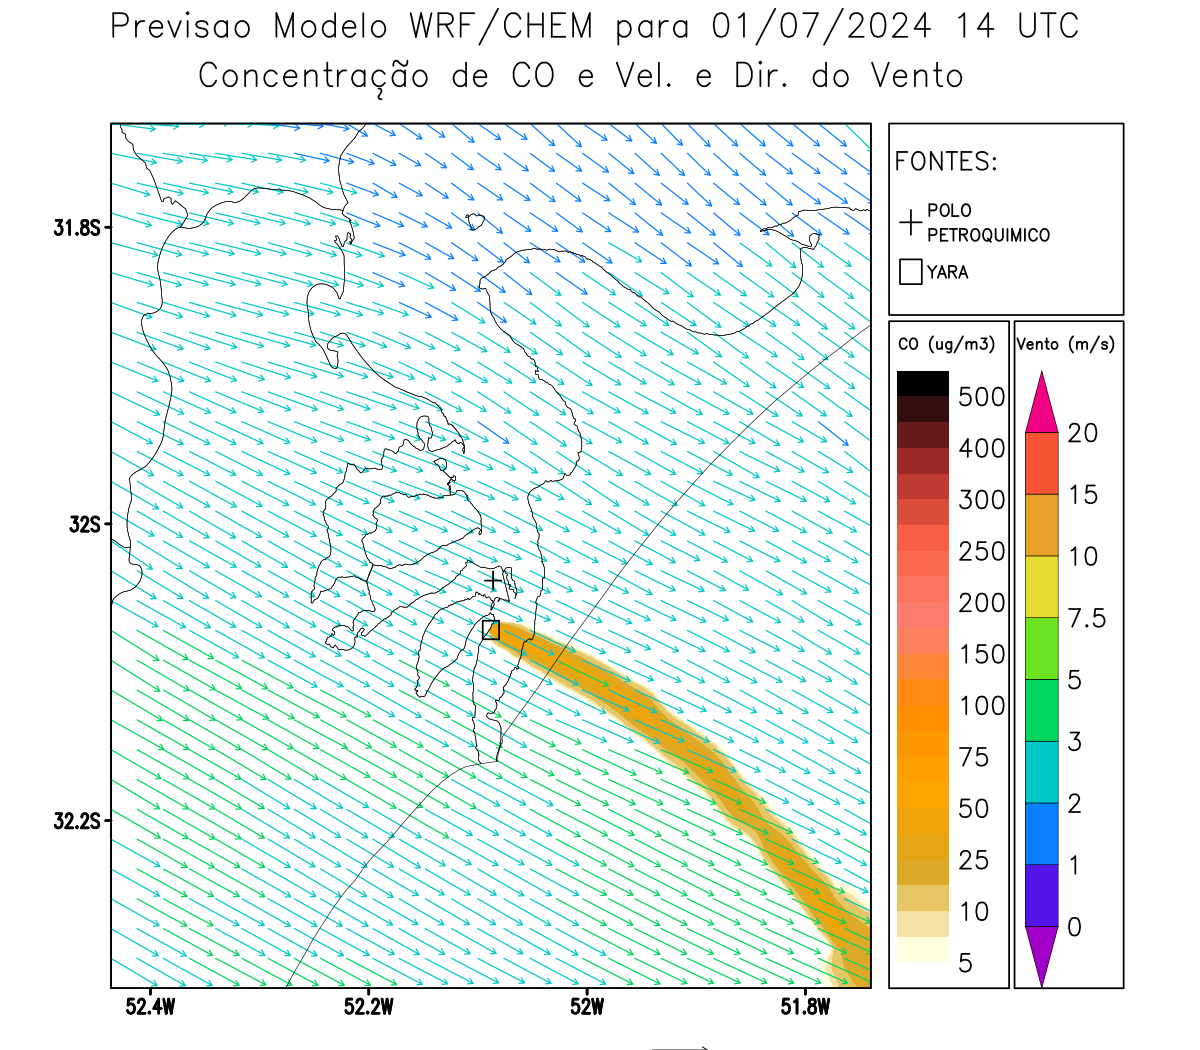 Previsao Modelo WRF/CHEM para 01/07/2024 14 UTC
Concentração de CO e Vel. e Dir. do Vento
FONTES:
POLO
PETROQUIMICO
YARA
CO (ug/m3)
500
400
300
250
200
150
100
75
50
25
10
5
Vento (m/s)
20
15
10
7.5
5
3
2
1
0
31.8S
32S
32.2S
52.4W
52.2W
52W
51.8W